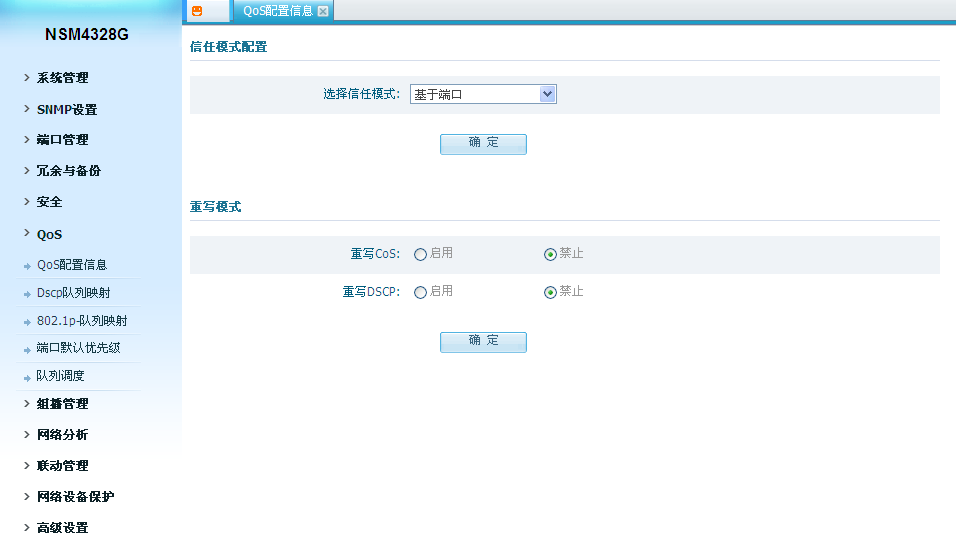 QoS配置信息
NSM4328G
系统管理
SNMP设置
端口管理
冗余与备份
安全
QoS
QoS配置信息
Dscp队列映射
802.1p-队列映射
端口默认优先级
队列调度
组播管理
网络分析
联动管理
网络设备保护
高级设置
信任模式配置
选择信任模式: 基于端口
确 定
重写模式
重写CoS: 启用 禁止
重写DSCP: 启用 禁止
确 定